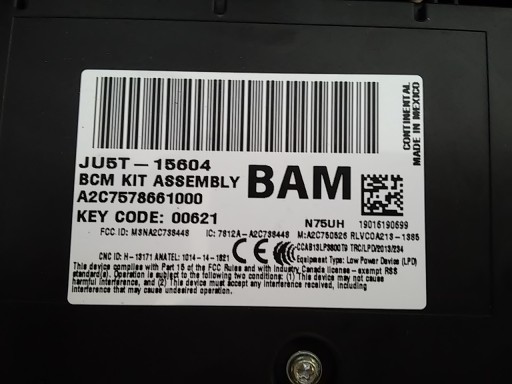 CONTINENTAL
MADE IN MEXICO
JU5T-15604
BCM KIT ASSEMBLY
BAM
A2C7578661000
KEY CODE: 00621
N75UH
19015190599
FCC ID: M3NA2C738448
IC: 7812A-A2C738448
M:A2C750526 RLVCOA213-1385
CCAB13LP3800T9 TRC/LPD/2013/234
CNC ID: H-13171 ANATEL: 1014-14-1821
CE
Equipment Type: Low Power Device (LPD)
This device complies with Part 15 of the FCC Rules and with Industry Canada license-exempt RSS
standard(s). Operation is subject to the following two conditions: (1) This device may not cause
harmful interference, and (2) This device must accept any interference received, including
interference that may cause undesired operation.